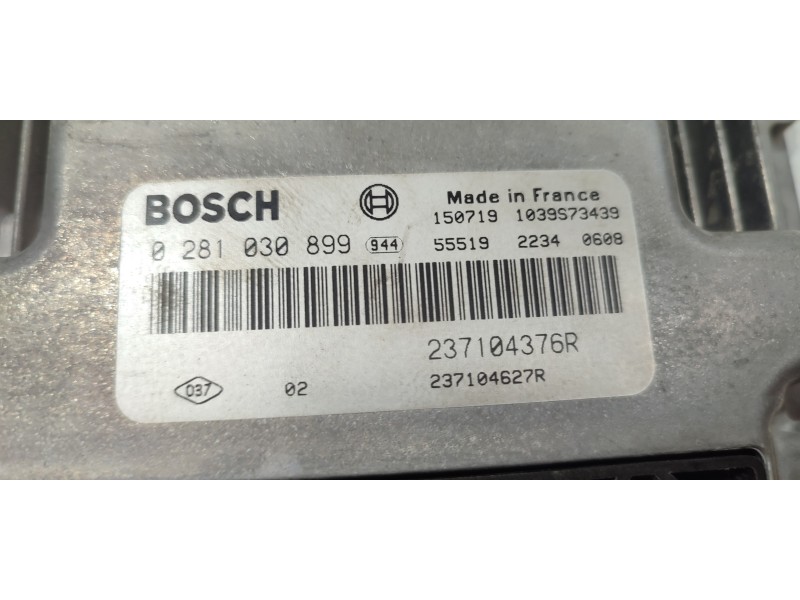 BOSCH
Made in France
150719 1039S73439
0 281 030 899 944 55519 2234 0608
237104376R
037 02 237104627R